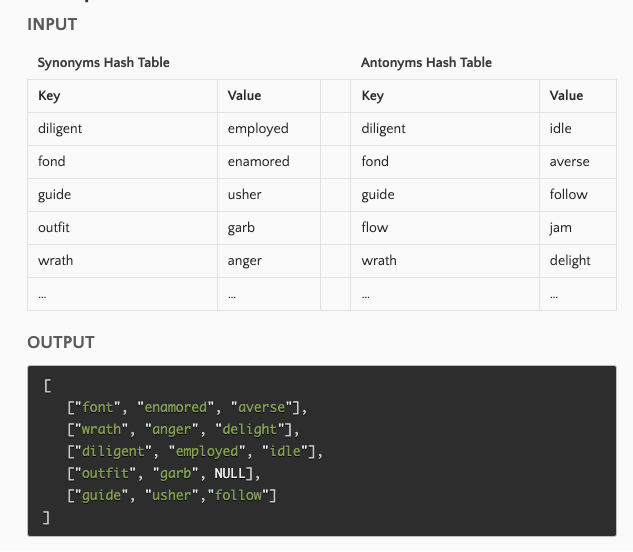 INPUT
Synonyms Hash Table Antonyms Hash Table
Key Value Key Value
diligent employed diligent idle
fond enamored fond averse
guide usher guide follow
outfit garb flow jam
wrath anger wrath delight
... ... ... ...
OUTPUT
[
["font", "enamored", "averse"],
["wrath", "anger", "delight"],
["diligent", "employed", "idle"],
["outfit", "garb", NULL],
["guide", "usher","follow"]
]